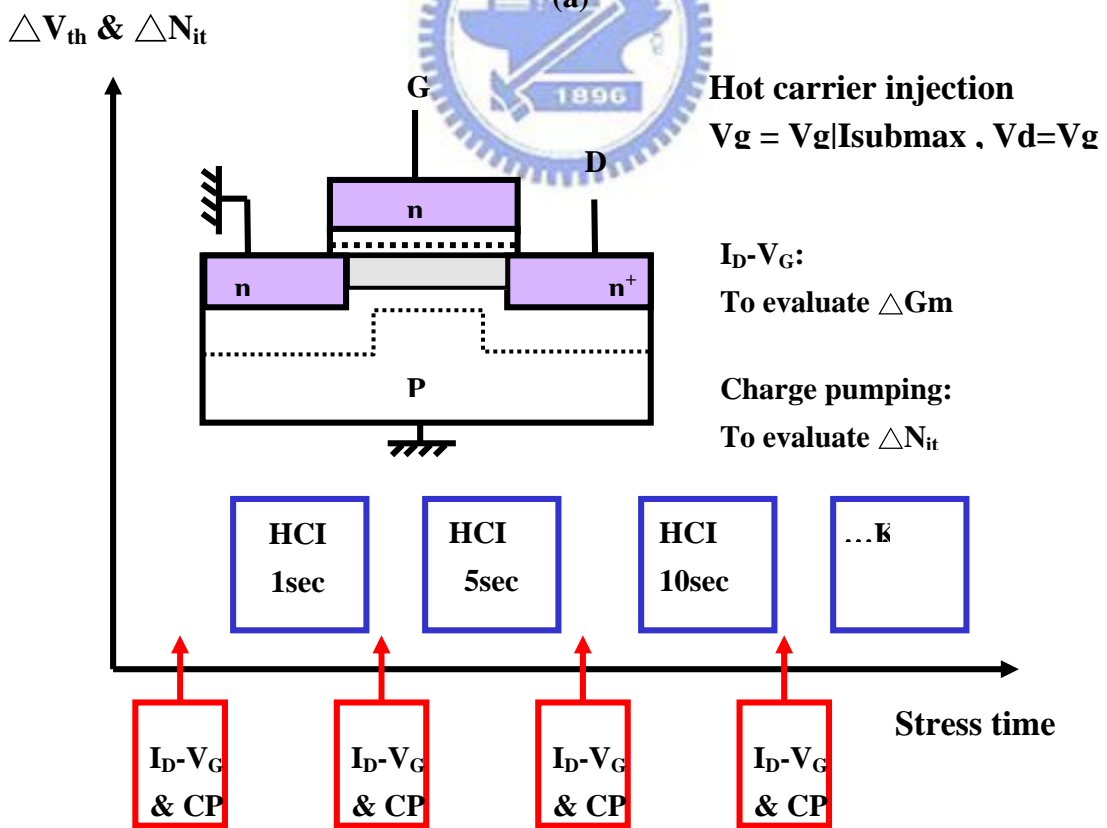 (a)
△Vth & △Nit
1896
G
Hot carrier injection
Vg = Vg|Isubmax , Vd=Vg
D
n
ID-VG:
To evaluate △Gm
n
n+
P
Charge pumping:
To evaluate △Nit
HCI
1sec
HCI
5sec
HCI
10sec
Stress time
ID-VG
& CP
ID-VG
& CP
ID-VG
& CP
ID-VG
& CP